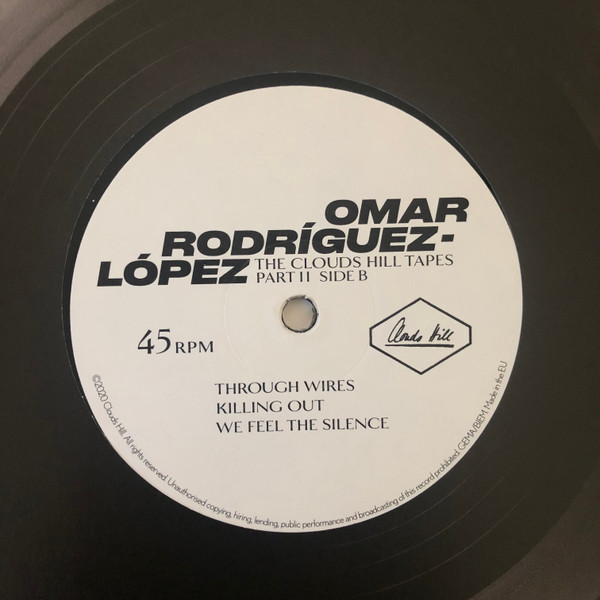 OMAR
RODRÍGUEZ-
LÓPEZ THE CLOUDS HILL TAPES
PART II SIDE B
45 RPM
Clouds Hill
THROUGH WIRES
KILLING OUT
WE FEEL THE SILENCE
©2020 Clouds Hill. All rights reserved. Unauthorised copying, hiring, lending, public performance and broadcasting of this record prohibited. GEMA/BIEM. Made in the EU